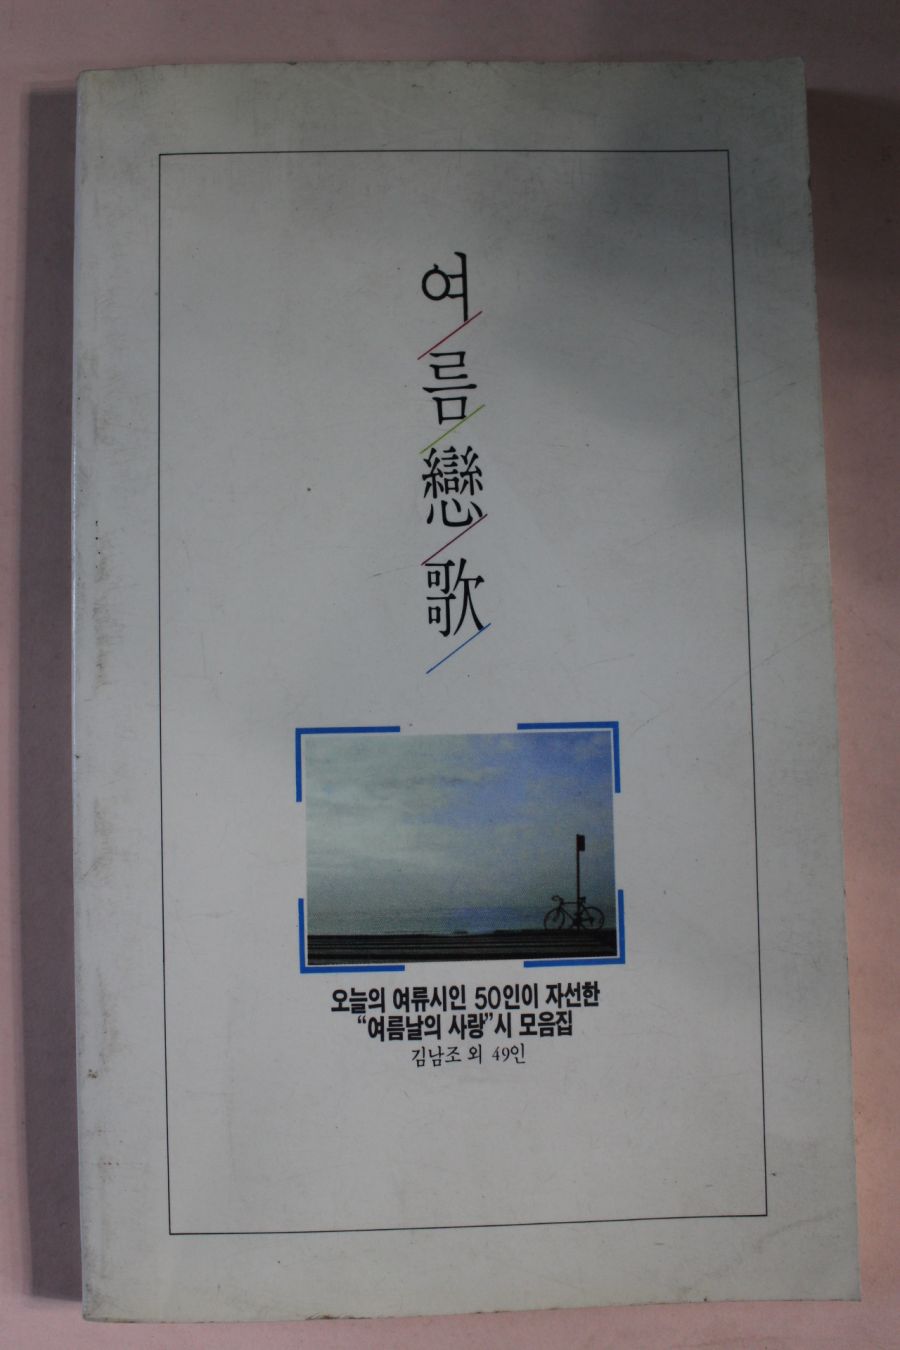 여름戀歌
오늘의 여류시인 50인이 자선한
“여름날의 사랑”시 모음집
김남조 외 49인